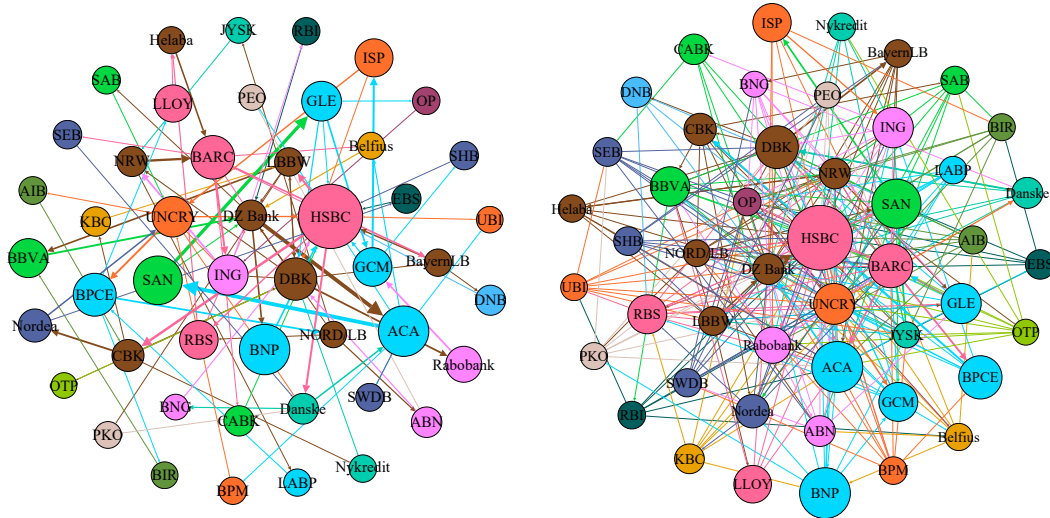 JYSK
RBI
Helaba
ISP
SAB
LLOY
PEO
GLE
OP
SEB
NRW
BARC
LBBW
Belfius
SHB
AIB
KBC
UNCRY
DZ Bank
HSBC
EBS
UBI
BBVA
SAN
ING
DBK
GCM
BayernLB
BPCE
DNB
Nordea
CBK
RBS
BNP
NORD/LB
ACA
Rabobank
OTP
BNG
CABK
Danske
SWDB
ABN
PKO
BIR
BPM
LABP
Nykredit
ISP
Nykredit
CABK
BayernLB
DNB
BNG
PEO
SAB
SEB
CBK
DBK
ING
BIR
BBVA
NRW
LABP
Danske
Helaba
OP
SAN
SHB
HSBC
AIB
NORD/LB
DZ Bank
BARC
EBS
UBI
RBS
LBBW
UNCRY
GLE
JYSK
OTP
PKO
Rabobank
ACA
BPCE
SWDB
RBI
Nordea
GCM
ABN
Belfius
KBC
LLOY
BNP
BPM